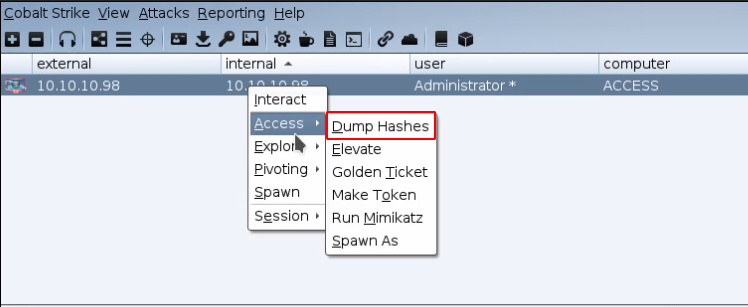 Cobalt Strike View Attacks Reporting Help
external internal user computer
10.10.10.98 10.10.10.98 Administrator * ACCESS
Interact
Access Dump Hashes
Explore Elevate
Pivoting Golden Ticket
Spawn Make Token
Session Run Mimikatz
Spawn As